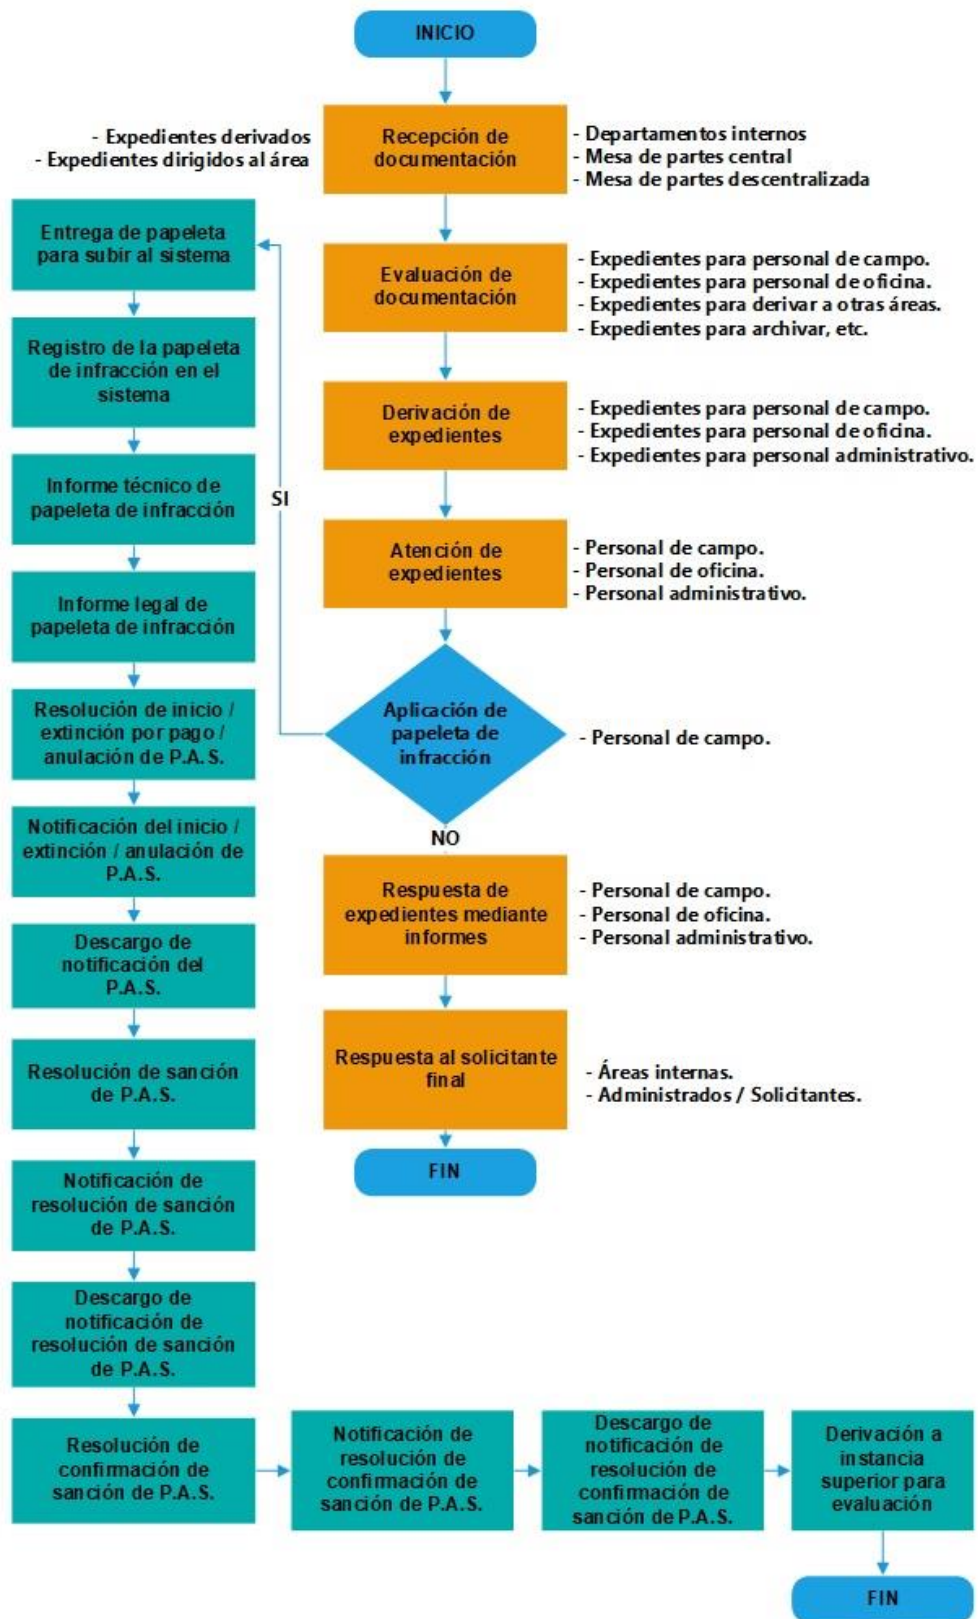 INICIO
- Expedientes derivados
- Expedientes dirigidos al área
Recepción de
documentación
- Departamentos internos
- Mesa de partes central
- Mesa de partes descentralizada
Evaluación de
documentación
- Expedientes para personal de campo.
- Expedientes para personal de oficina.
- Expedientes para derivar a otras áreas.
- Expedientes para archivar, etc.
Derivación de
expedientes
- Expedientes para personal de campo.
- Expedientes para personal de oficina.
- Expedientes para personal administrativo.
Atención de
expedientes
- Personal de campo.
- Personal de oficina.
- Personal administrativo.
Aplicación de
papeleta de
infracción
- Personal de campo.
SI
NO
Respuesta de
expedientes mediante
informes
- Personal de campo.
- Personal de oficina.
- Personal administrativo.
Respuesta al solicitante
final
- Áreas internas.
- Administrados / Solicitantes.
FIN
Entrega de papeleta
para subir al sistema
Registro de la papeleta
de infracción en el
sistema
Informe técnico de
papeleta de infracción
Informe legal de
papeleta de infracción
Resolución de inicio /
extinción por pago /
anulación de P.A.S.
Notificación del inicio /
extinción / anulación de
P.A.S.
Descargo de
notificación del
P.A.S.
Resolución de sanción
de P.A.S.
Notificación de
resolución de sanción
de P.A.S.
Descargo de
notificación de
resolución de sanción
de P.A.S.
Resolución de
confirmación de
sanción de P.A.S.
Notificación de
resolución de
confirmación de
sanción de P.A.S.
Descargo de
notificación de
resolución de
confirmación de
sanción de P.A.S.
Derivación a
instancia
superior para
evaluación
FIN